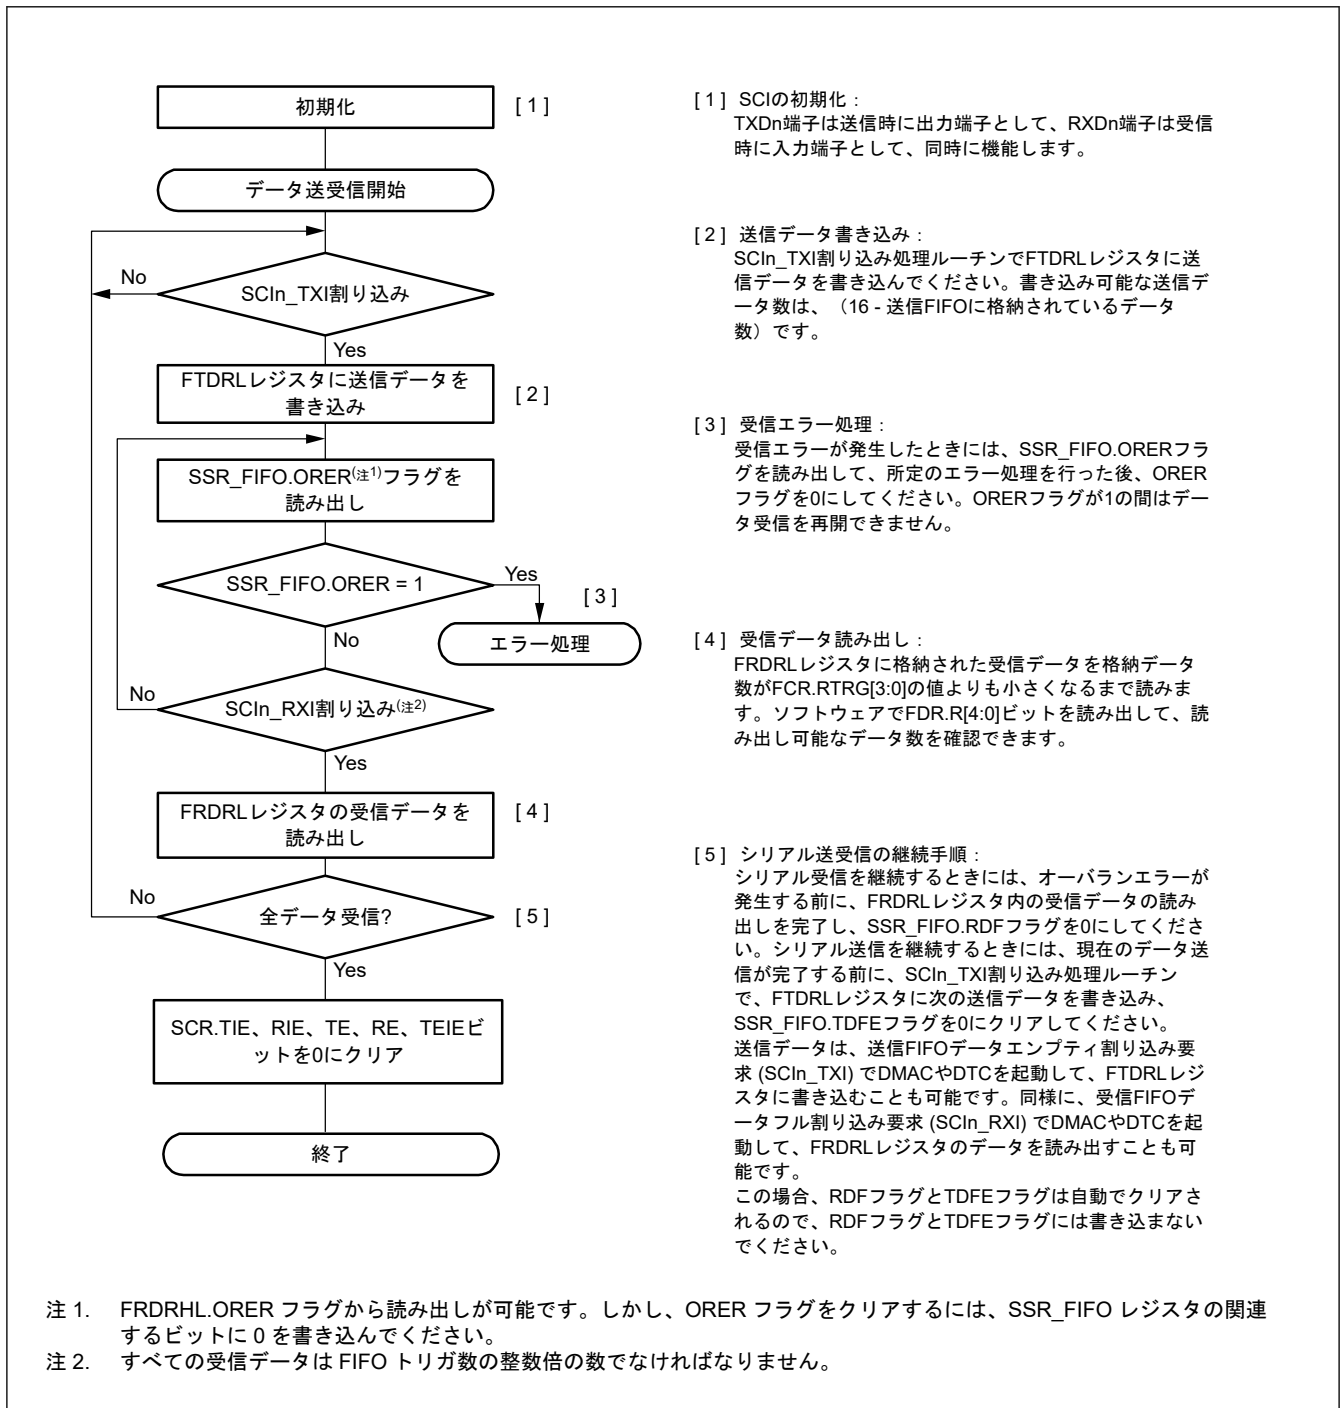 初期化
[ 1 ]
データ送受信開始
No
SCIn_TXI割り込み
Yes
FTDRLレジスタに送信データを
書き込み
[ 2 ]
SSR_FIFO.ORER(注1)フラグを
読み出し
SSR_FIFO.ORER = 1
Yes
[ 3 ]
エラー処理
No
No
SCIn_RXI割り込み(注2)
Yes
FRDRLレジスタの受信データを
読み出し
[ 4 ]
No
全データ受信?
[ 5 ]
Yes
SCR.TIE、RIE、TE、RE、TEIEビ
ットを0にクリア
終了
[ 1 ] SCIの初期化：
TXDn端子は送信時に出力端子として、RXDn端子は受信
時に入力端子として、同時に機能します。
[ 2 ] 送信データ書き込み：
SCIn_TXI割り込み処理ルーチンでFTDRLレジスタに送
信データを書き込んでください。書き込み可能な送信デ
ータ数は、（16 - 送信FIFOに格納されているデータ
数）です。
[ 3 ] 受信エラー処理：
受信エラーが発生したときには、SSR_FIFO.ORERフラ
グを読み出して、所定のエラー処理を行った後、ORER
フラグを0にしてください。ORERフラグが1の間はデー
タ受信を再開できません。
[ 4 ] 受信データ読み出し：
FRDRLレジスタに格納された受信データを格納データ
数がFCR.RTRG[3:0]の値よりも小さくなるまで読みま
す。ソフトウェアでFDR.R[4:0]ビットを読み出して、読
み出し可能なデータ数を確認できます。
[ 5 ] シリアル送受信の継続手順：
シリアル受信を継続するときには、オーバランエラーが
発生する前に、FRDRLレジスタ内の受信データの読み
出しを完了し、SSR_FIFO.RDFフラグを0にしてくださ
い。シリアル送信を継続するときには、現在のデータ送
信が完了する前に、SCIn_TXI割り込み処理ルーチン
で、FTDRLレジスタに次の送信データを書き込み、
SSR_FIFO.TDFEフラグを0にクリアしてください。
送信データは、送信FIFOデータエンプティ割り込み要
求 (SCIn_TXI) でDMACやDTCを起動して、FTDRLレジ
スタに書き込むことも可能です。同様に、受信FIFOデ
ータフル割り込み要求 (SCIn_RXI) でDMACやDTCを起
動して、FRDRLレジスタのデータを読み出すことも可
能です。
この場合、RDFフラグとTDFEフラグは自動でクリアさ
れるので、RDFフラグとTDFEフラグには書き込まない
でください。
注 1. FRDRHL.ORER フラグから読み出しが可能です。しかし、ORER フラグをクリアするには、SSR_FIFO レジスタの関連
するビットに 0 を書き込んでください。
注 2. すべての受信データは FIFO トリガ数の整数倍の数でなければなりません。